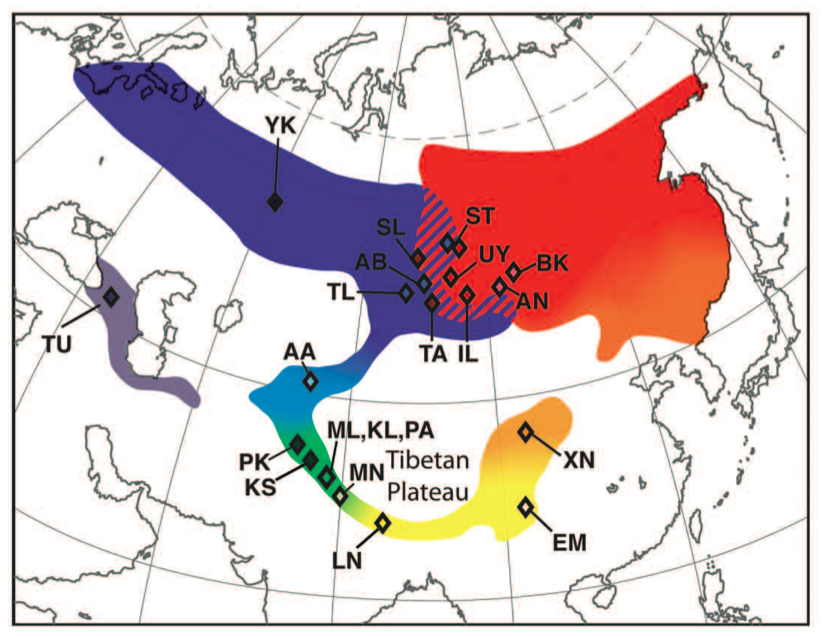 YK
ST
SL
UY
AB
BK
TL
AN
TU
TA
IL
AA
ML,KL,PA
PK
Tibetan
XN
MN
KS
Plateau
EM
LN